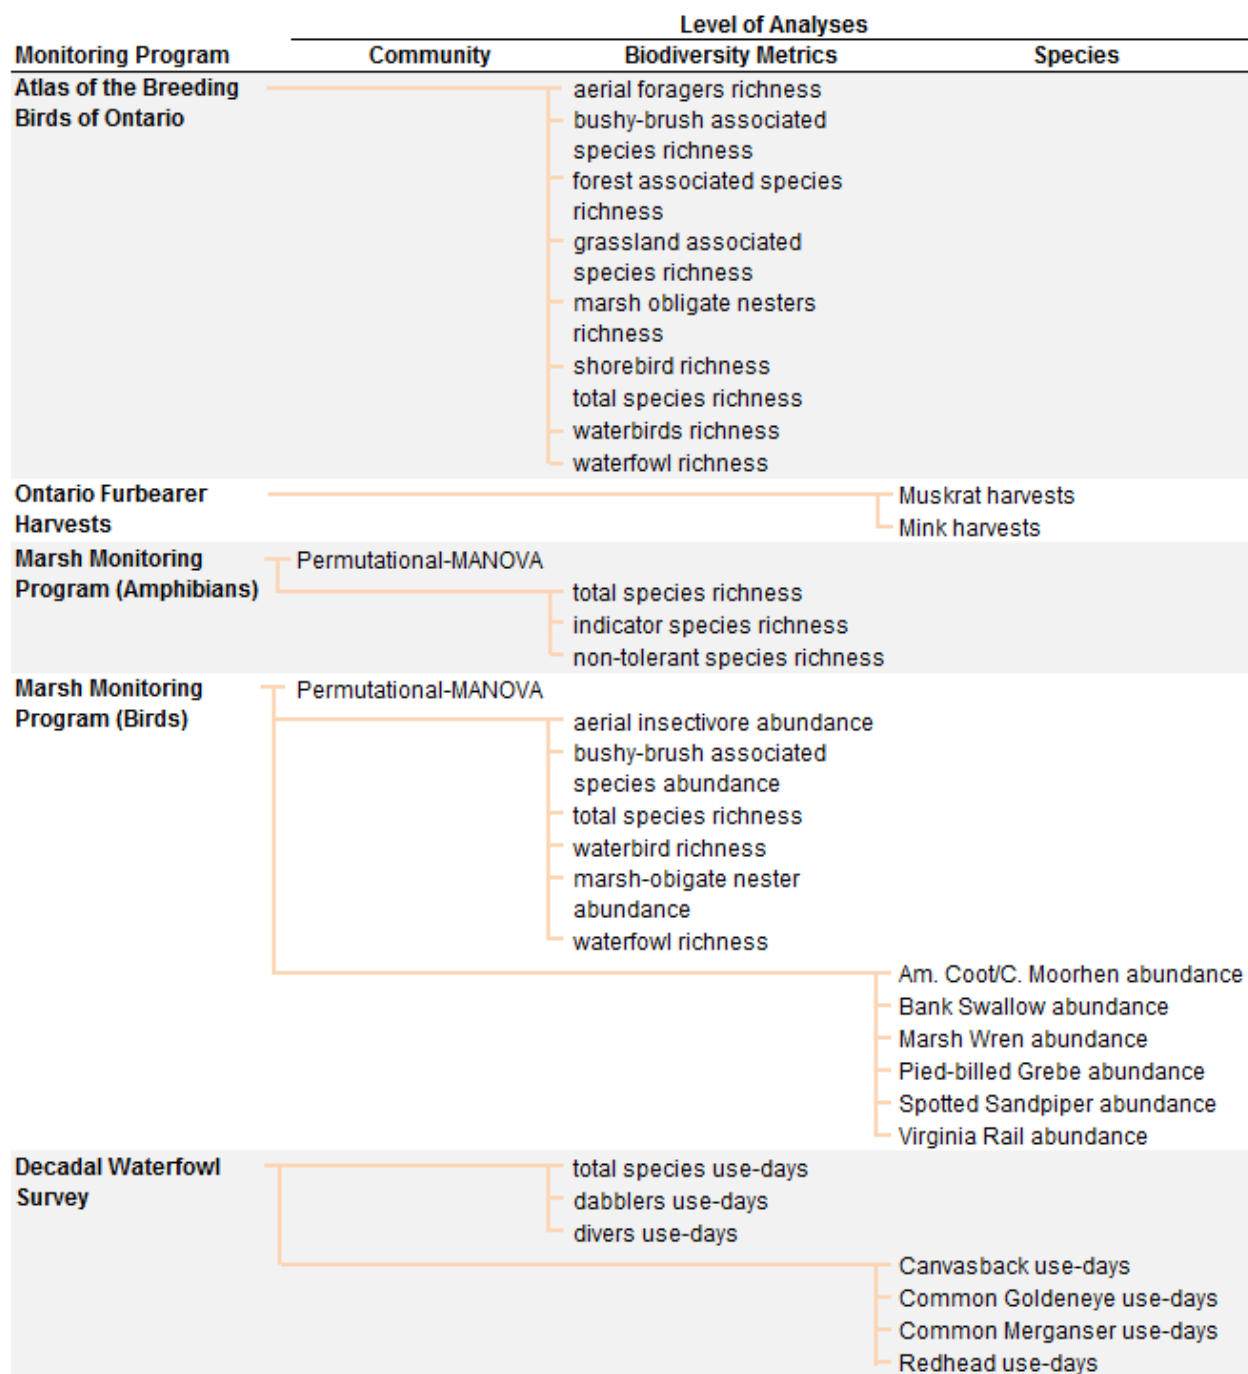 Level of Analyses
Monitoring Program Community Biodiversity Metrics Species
Atlas of the Breeding aerial foragers richness
Birds of Ontario bushy-brush associated
species richness
forest associated species
richness
grassland associated
species richness
marsh obligate nesters
richness
shorebird richness
total species richness
waterbirds richness
waterfowl richness
Ontario Furbearer Muskrat harvests
Harvests Mink harvests
Marsh Monitoring Permutational-MANOVA
Program (Amphibians) total species richness
indicator species richness
non-tolerant species richness
Marsh Monitoring Permutational-MANOVA
Program (Birds) aerial insectivore abundance
bushy-brush associated
species abundance
total species richness
waterbird richness
marsh-obigate nester
abundance
waterfowl richness
Am. Coot/C. Moorhen abundance
Bank Swallow abundance
Marsh Wren abundance
Pied-billed Grebe abundance
Spotted Sandpiper abundance
Virginia Rail abundance
Decadal Waterfowl total species use-days
Survey dabblers use-days
divers use-days
Canvasback use-days
Common Goldeneye use-days
Common Merganser use-days
Redhead use-days